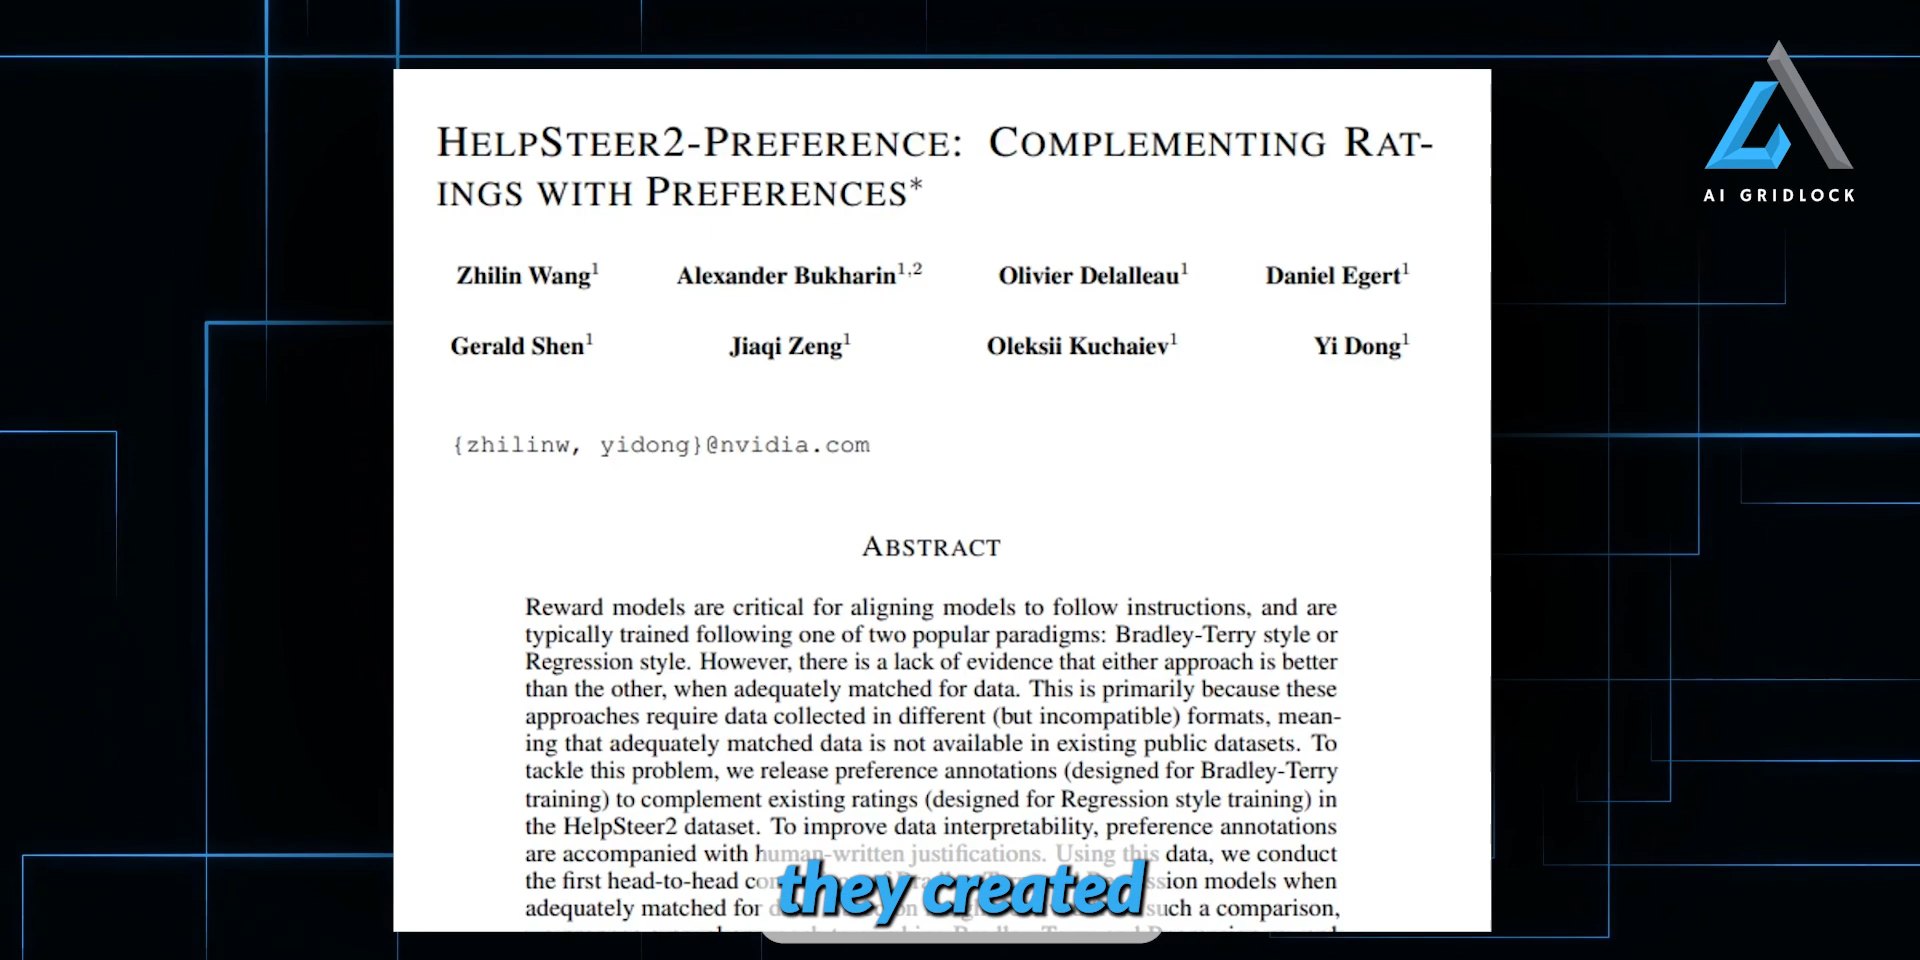 HELPSTEER2-PREFERENCE: COMPLEMENTING RAT-
INGS WITH PREFERENCES*
Zhilin Wang¹ Alexander Bukharin¹,² Olivier Delalleau¹ Daniel Egert¹
Gerald Shen¹ Jiaqi Zeng¹ Oleksii Kuchaiev¹ Yi Dong¹
{zhilinw, yidong}@nvidia.com
ABSTRACT
Reward models are critical for aligning models to follow instructions, and are
typically trained following one of two popular paradigms: Bradley-Terry style or
Regression style. However, there is a lack of evidence that either approach is better
than the other, when adequately matched for data. This is primarily because these
approaches require data collected in different (but incompatible) formats, mean-
ing that adequately matched data is not available in existing public datasets. To
tackle this problem, we release preference annotations (designed for Bradley-Terry
training) to complement existing ratings (designed for Regression style training) in
the HelpSteer2 dataset. To improve data interpretability, preference annotations
are accompanied with human-written justifications. Using this data, we conduct
the first head-to-head models when
adequately matched for such a comparison,
they created
AI GRIDLOCK